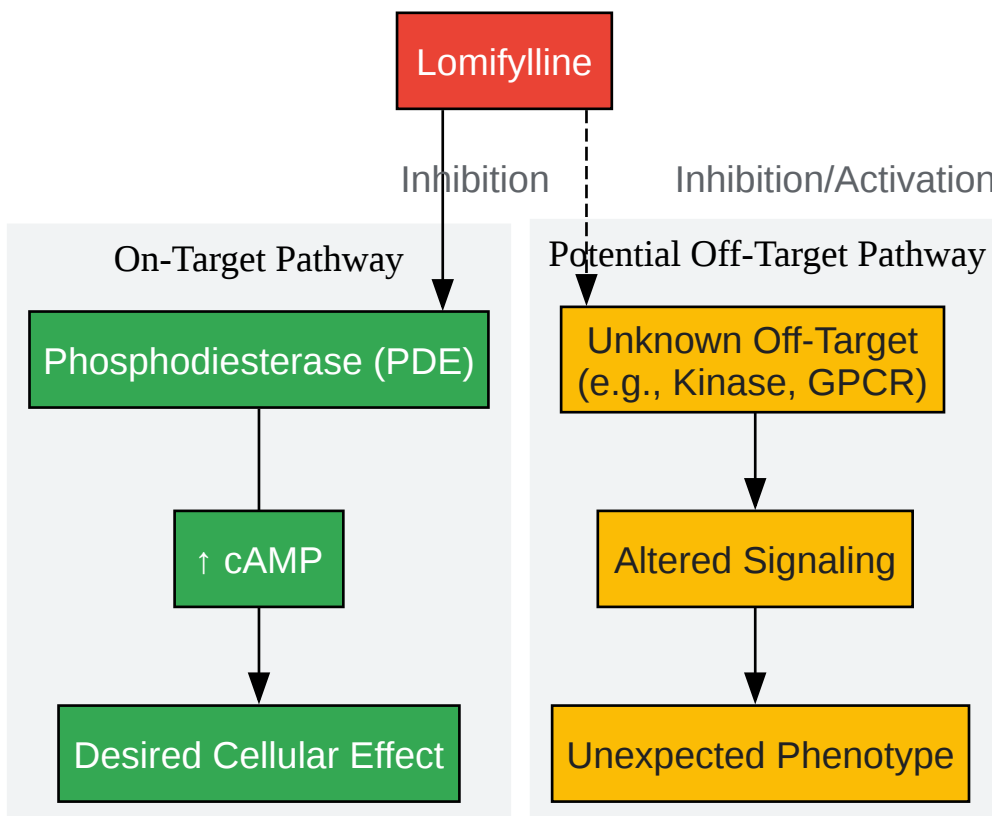 Lomifylline
Inhibition
Inhibition/Activation
On-Target Pathway
Potential Off-Target Pathway
Phosphodiesterase (PDE)
Unknown Off-Target
(e.g., Kinase, GPCR)
↑ cAMP
Altered Signaling
Desired Cellular Effect
Unexpected Phenotype